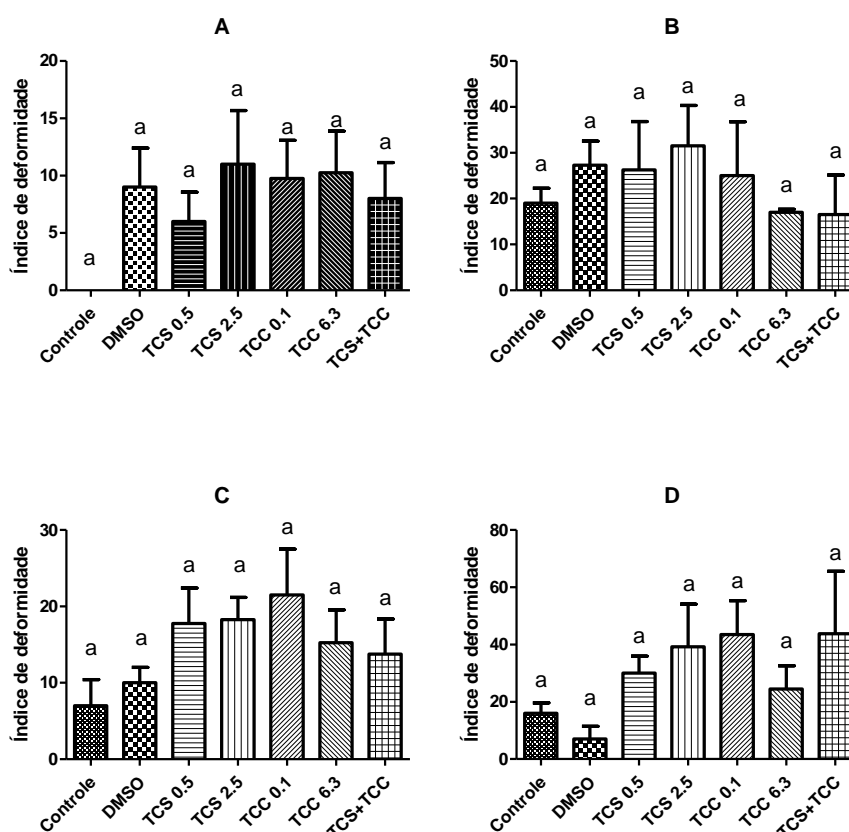 A
Índice de deformidade
20
15
10
5
0
a
a
a
a
a
a
a
Controle
DMSO
TCS 0.5
TCS 2.5
TCC 0.1
TCC 6.3
TCS+TCC
B
Índice de deformidade
50
40
30
20
10
0
a
a
a
a
a
a
a
Controle
DMSO
TCS 0.5
TCS 2.5
TCC 0.1
TCC 6.3
TCS+TCC
C
Índice de deformidade
30
20
10
0
a
a
a
a
a
a
a
Controle
DMSO
TCS 0.5
TCS 2.5
TCC 0.1
TCC 6.3
TCS+TCC
D
Índice de deformidade
80
60
40
20
0
a
a
a
a
a
a
a
Controle
DMSO
TCS 0.5
TCS 2.5
TCC 0.1
TCC 6.3
TCS+TCC